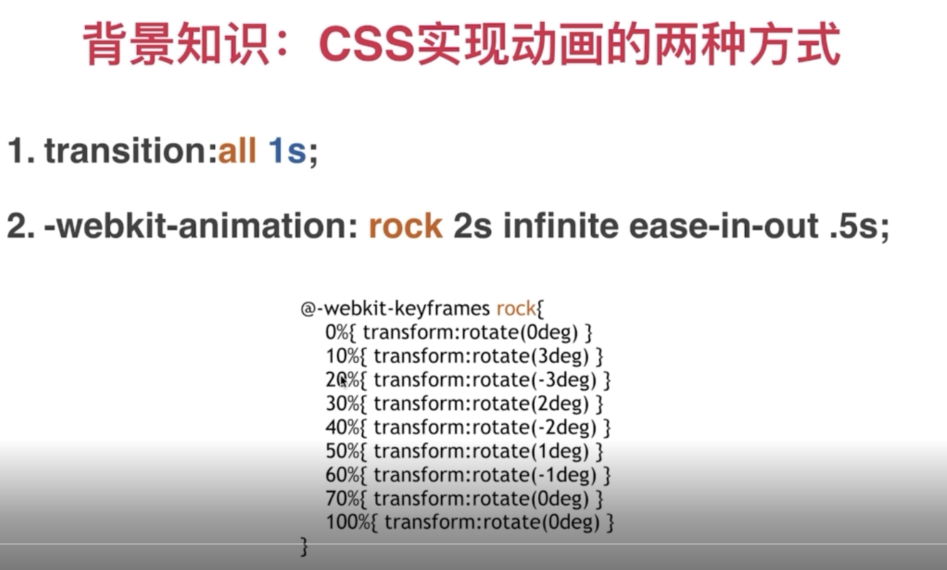 背景知识：CSS实现动画的两种方式
1. transition:all 1s;
2. -webkit-animation: rock 2s infinite ease-in-out .5s;
@-webkit-keyframes rock{
0%{ transform:rotate(0deg) }
10%{ transform:rotate(3deg) }
20%{ transform:rotate(-3deg) }
30%{ transform:rotate(2deg) }
40%{ transform:rotate(-2deg) }
50%{ transform:rotate(1deg) }
60%{ transform:rotate(-1deg) }
70%{ transform:rotate(0deg) }
100%{ transform:rotate(0deg) }
}